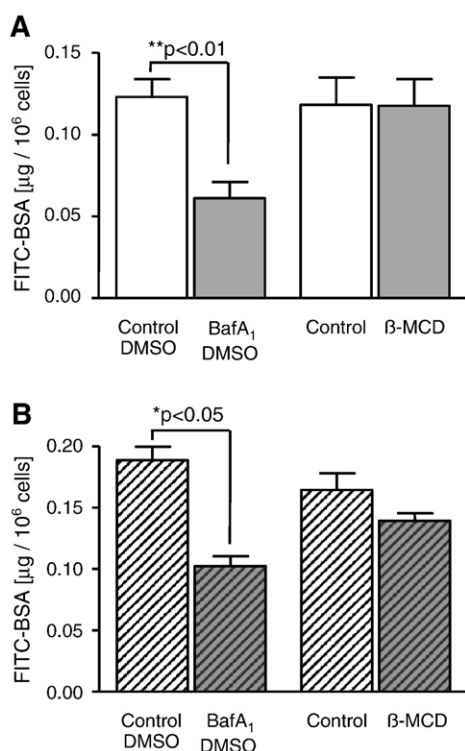 A
**p<0.01
FITC-BSA [µg / 10⁶ cells]
0.15
0.10
0.05
0.00
Control
DMSO
BafA₁
DMSO
Control
ß-MCD
B
*p<0.05
FITC-BSA [µg / 10⁶ cells]
0.20
0.15
0.10
0.05
0.00
Control
DMSO
BafA₁
DMSO
Control
ß-MCD